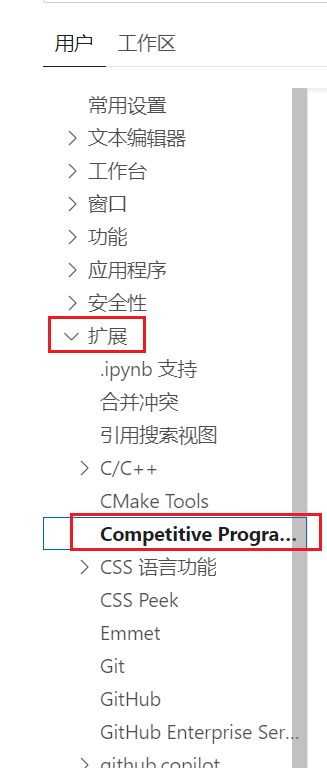 用户 工作区
常用设置
文本编辑器
工作台
窗口
功能
应用程序
安全性
扩展
.ipynb 支持
合并冲突
引用搜索视图
C/C++
CMake Tools
Competitive Progra...
CSS 语言功能
CSS Peek
Emmet
Git
GitHub
GitHub Enterprise Ser...
github copilot